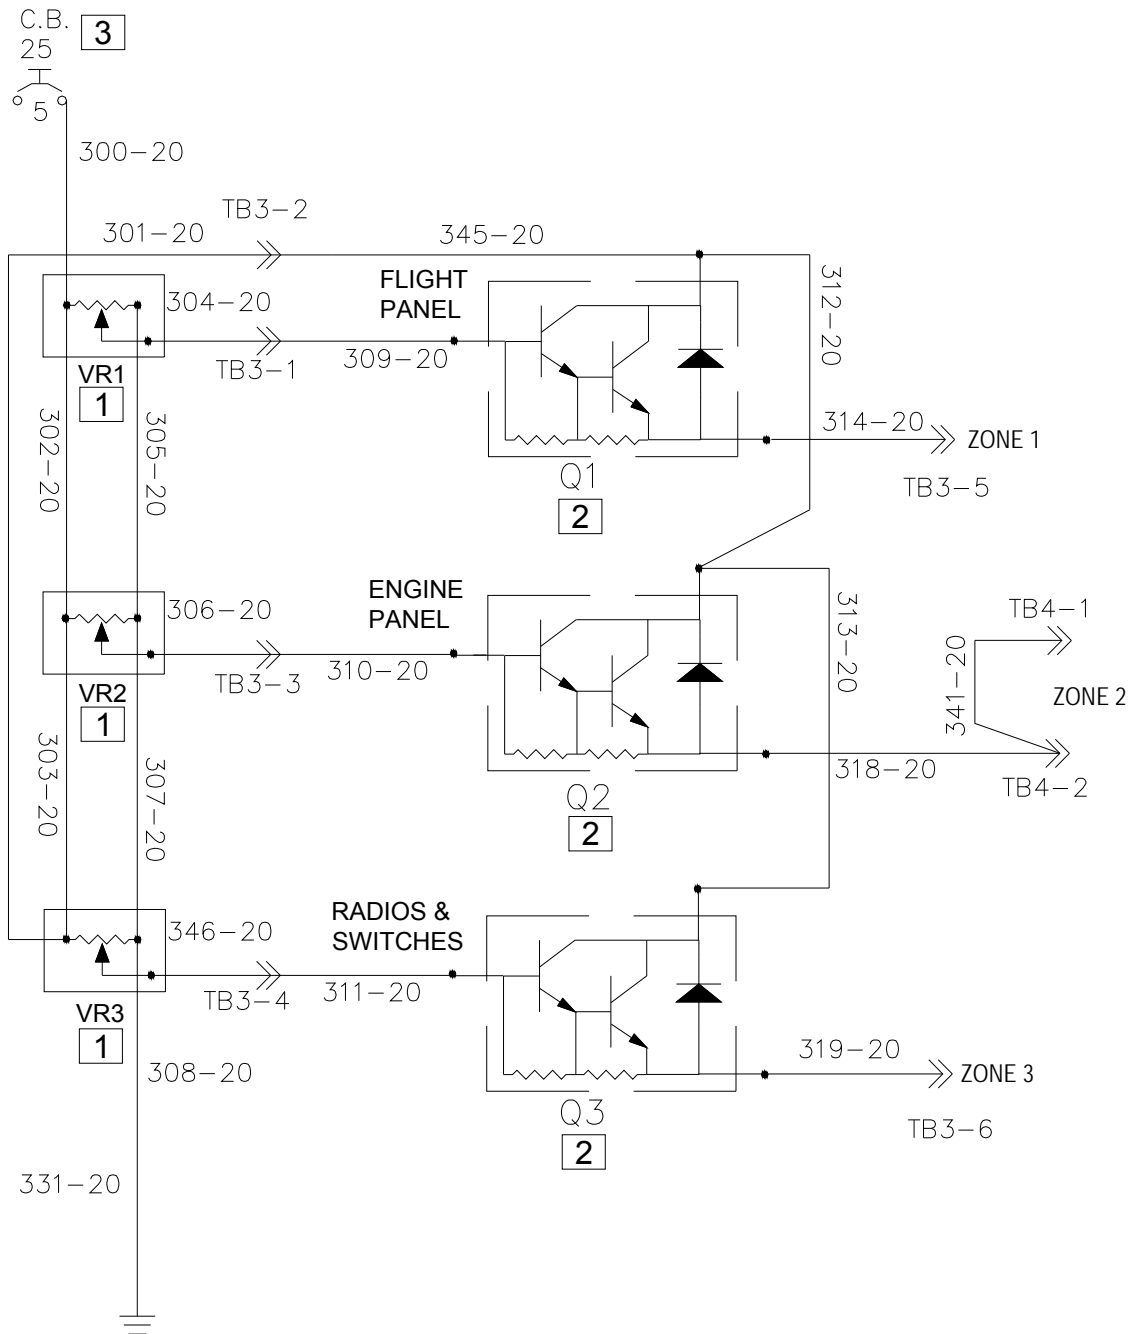 C.B.
3
25
5
300-20
TB3-2
301-20
345-20
FLIGHT
PANEL
312-20
304-20
TB3-1
309-20
VR1
1
314-20
ZONE 1
TB3-5
302-20
305-20
Q1
2
ENGINE
PANEL
306-20
TB3-3
310-20
313-20
TB4-1
341-20
ZONE 2
VR2
1
318-20
TB4-2
303-20
307-20
Q2
2
RADIOS &
SWITCHES
346-20
TB3-4
311-20
VR3
1
319-20
ZONE 3
308-20
Q3
2
TB3-6
331-20